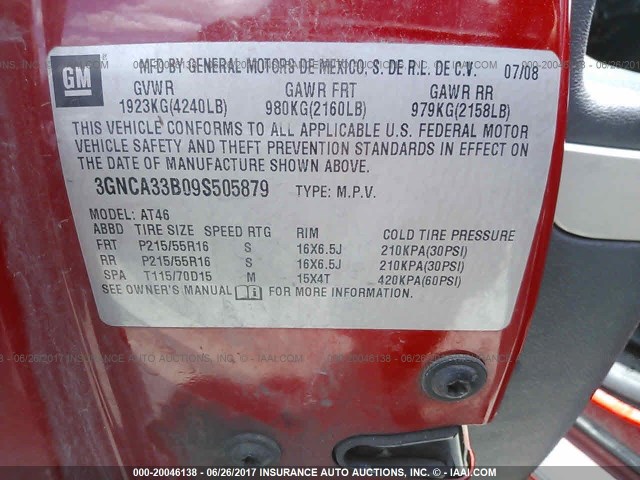 GM
MFD BY GENERAL MOTORS DE MEXICO, S. DE R.L. DE C.V. 07/08
GVWR GAWR FRT GAWR RR
1923KG(4240LB) 980KG(2160LB) 979KG(2158LB)
THIS VEHICLE CONFORMS TO ALL APPLICABLE U.S. FEDERAL MOTOR
VEHICLE SAFETY AND THEFT PREVENTION STANDARDS IN EFFECT ON
THE DATE OF MANUFACTURE SHOWN ABOVE.
3GNCA33B09S505879 TYPE: M.P.V.
MODEL: AT46
ABBD TIRE SIZE SPEED RTG RIM COLD TIRE PRESSURE
FRT P215/55R16 S 16X6.5J 210KPA(30PSI)
RR P215/55R16 S 16X6.5J 210KPA(30PSI)
SPA T115/70D15 M 15X4T 420KPA(60PSI)
SEE OWNER'S MANUAL FOR MORE INFORMATION.
000-20046138 - 06/26/2017 INSURANCE AUTO AUCTIONS, INC. - © IAAI.COM